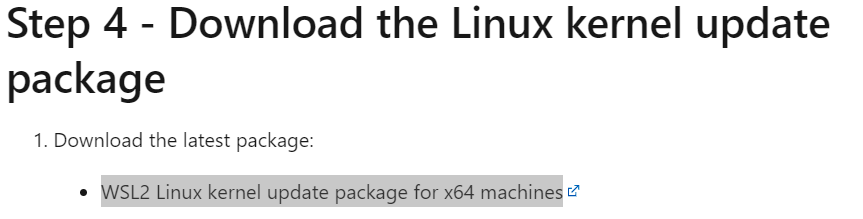 Step 4 - Download the Linux kernel update
package
1. Download the latest package:
• WSL2 Linux kernel update package for x64 machines